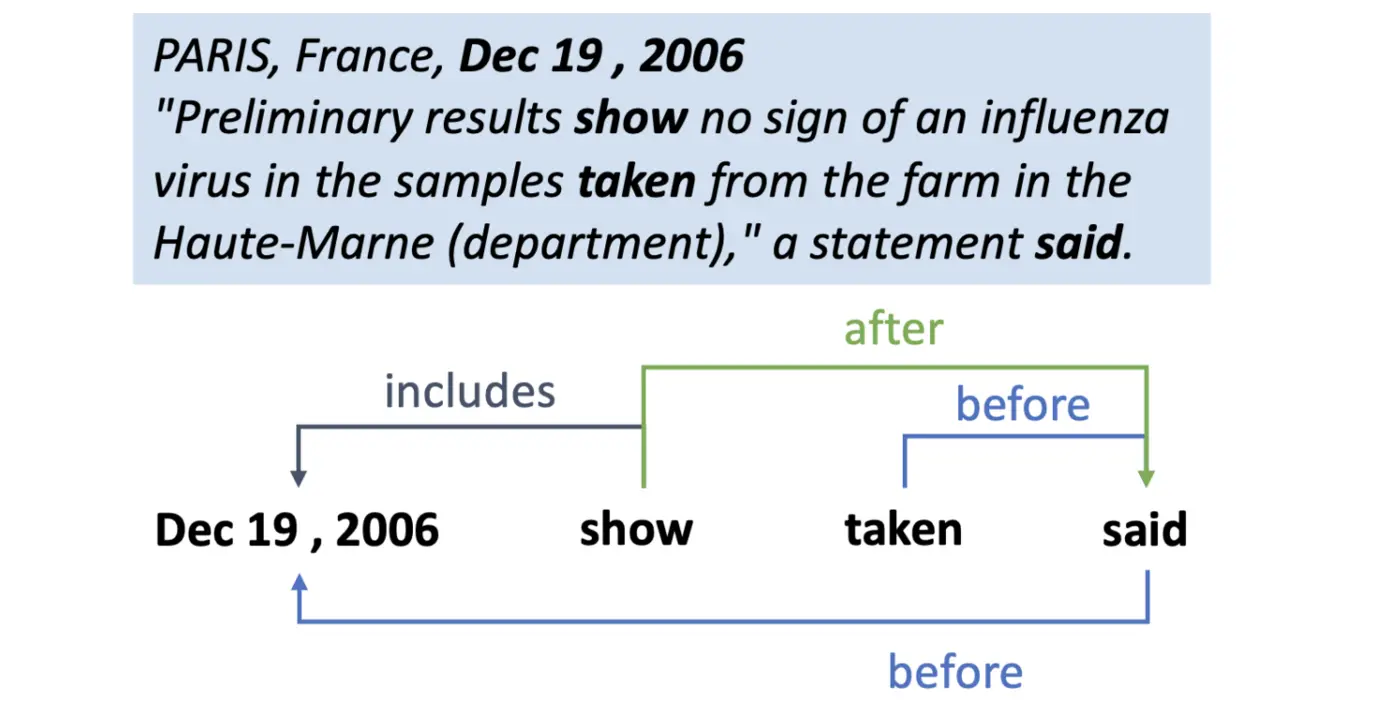 PARIS, France, Dec 19 , 2006
"Preliminary results show no sign of an influenza
virus in the samples taken from the farm in the
Haute-Marne (department)," a statement said.
after
includes
before
Dec 19 , 2006 show taken said
before